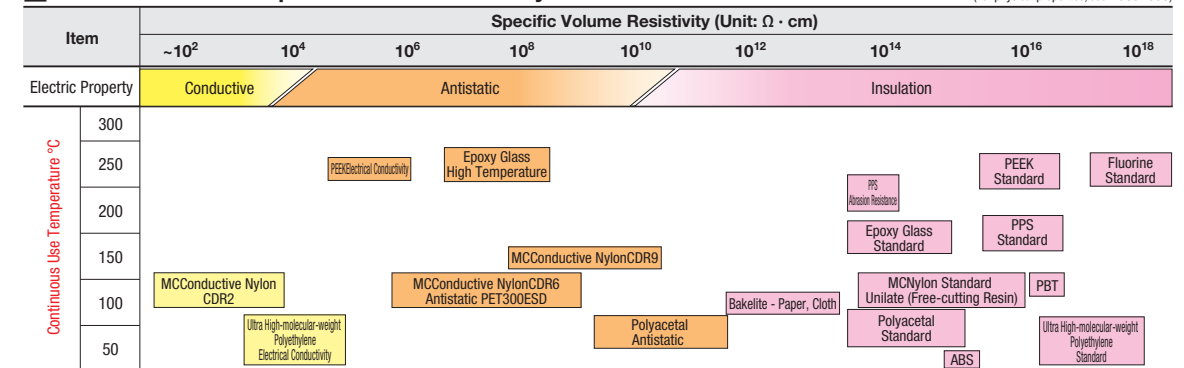 Item
Specific Volume Resistivity (Unit: Ω · cm)
~10² 10⁴ 10⁶ 10⁸ 10¹⁰ 10¹² 10¹⁴ 10¹⁶ 10¹⁸
Electric Property Conductive Antistatic Insulation
Continuous Use Temperature °C
300
250
200
150
100
50
PEEKElectrical Conductivity
Epoxy Glass
High Temperature
PEEK
Standard
Fluorine
Standard
PPS
Abrasion Resistance
Epoxy Glass
Standard
PPS
Standard
MCConductive NylonCDR9
MCConductive Nylon
CDR2
MCConductive NylonCDR6
Antistatic PET300ESD
Bakelite - Paper, Cloth
MCNylon Standard
Unilate (Free-cutting Resin)
PBT
Ultra High-molecular-weight
Polyethylene
Electrical Conductivity
Polyacetal
Antistatic
Polyacetal
Standard
ABS
Ultra High-molecular-weight
Polyethylene
Standard